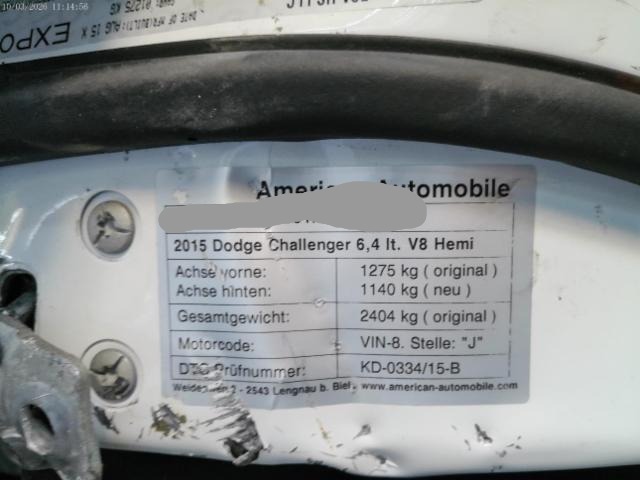 10/03/2026 11:14:56
EXPO
American Automobile
2015 Dodge Challenger 6,4 lt. V8 Hemi
Achse vorne: 1275 kg ( original )
Achse hinten: 1140 kg ( neu )
Gesamtgewicht: 2404 kg ( original )
Motorcode: VIN-8. Stelle: "J"
DTC Prüfnummer: KD-0334/15-B
2 - 2543 Lengnau b. Biel www.american-automobile.com